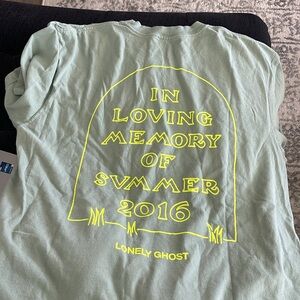 IN
LOVING
MEMORY
OF
SVMMER
2016
LONELY GHOST